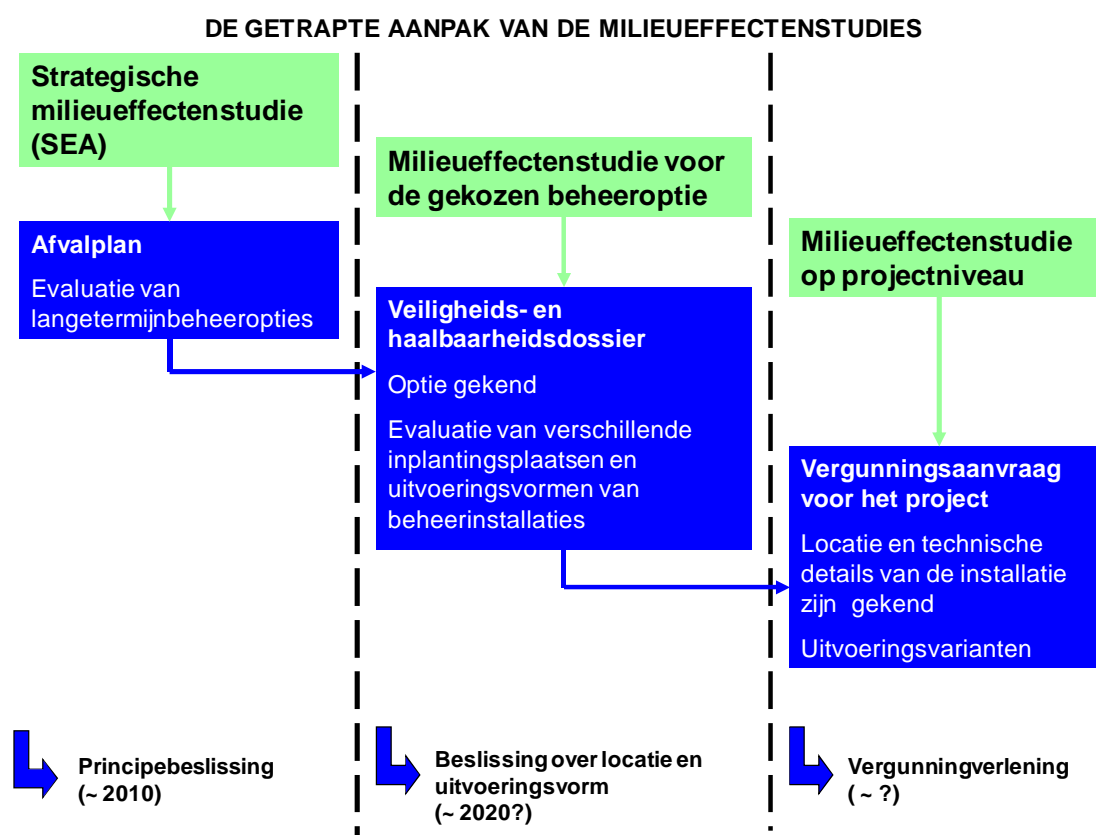 DE GETRAPTE AANPAK VAN DE MILIEUEFFECTENSTUDIES
Strategische
milieueffectenstudie
(SEA)
Afvalplan
Evaluatie van
langetermijnbeheeropties
Principebeslissing
(~ 2010)
Milieueffectenstudie voor
de gekozen beheeroptie
Veiligheids- en
haalbaarheidsdossier
Optie gekend
Evaluatie van verschillende
inplantingsplaatsen en
uitvoeringsvormen van
beheerinstallaties
Beslissing over locatie en
uitvoeringsvorm
(~ 2020?)
Milieueffectenstudie
op projectniveau
Vergunningsaanvraag
voor het project
Locatie en technische
details van de installatie
zijn gekend
Uitvoeringsvarianten
Vergunningverlening
( ~ ?)